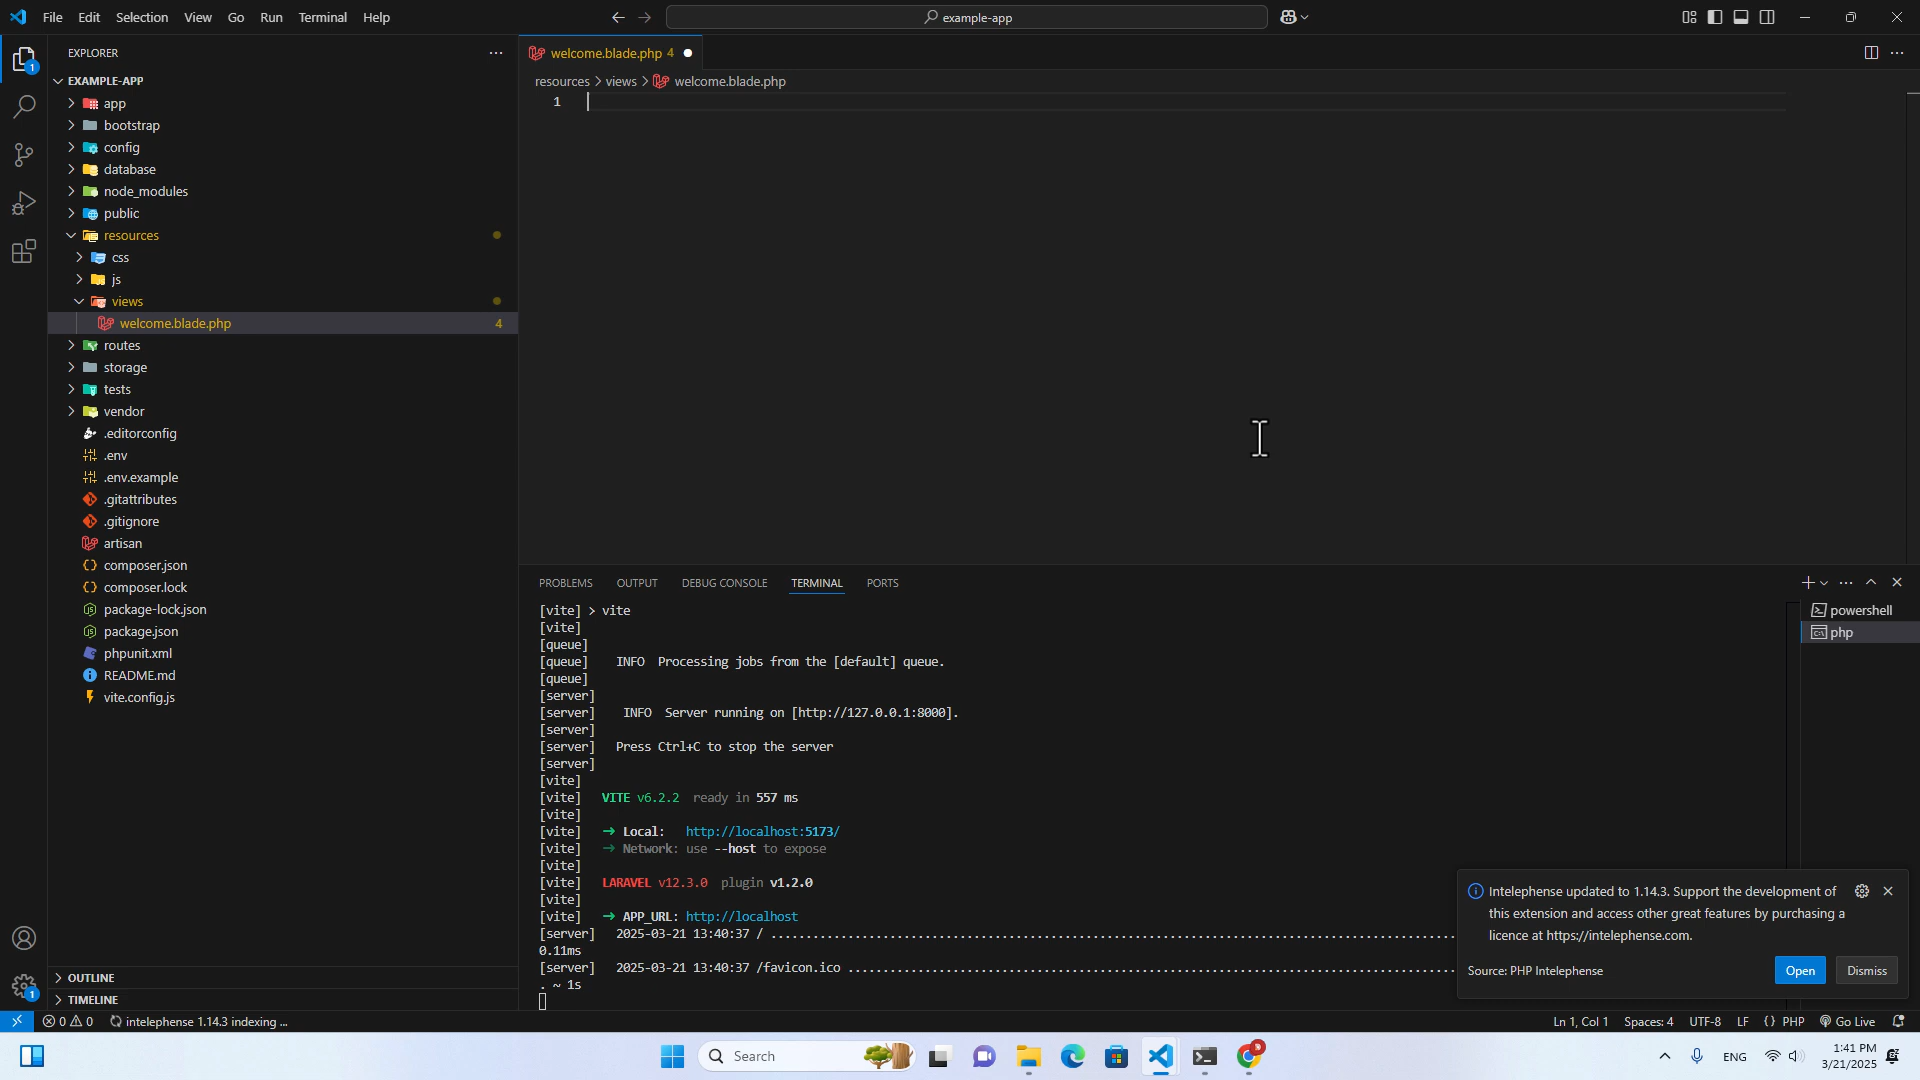 File Edit Selection View Go Run Terminal Help
example-app
EXPLORER
EXAMPLE-APP
app
bootstrap
config
database
node_modules
public
resources
css
js
views
welcome.blade.php 4
routes
storage
tests
vendor
.editorconfig
.env
.env.example
.gitattributes
.gitignore
artisan
composer.json
composer.lock
package-lock.json
package.json
phpunit.xml
README.md
vite.config.js
OUTLINE
TIMELINE
welcome.blade.php 4
resources > views > welcome.blade.php
1
PROBLEMS OUTPUT DEBUG CONSOLE TERMINAL PORTS
[vite] > vite
[vite]
[queue]
[queue] INFO Processing jobs from the [default] queue.
[queue]
[server]
[server] INFO Server running on [http://127.0.0.1:8000].
[server]
[server] Press Ctrl+C to stop the server
[server]
[vite]
[vite] VITE v6.2.2 ready in 557 ms
[vite]
[vite] ➜ Local: http://localhost:5173/
[vite] ➜ Network: use --host to expose
[vite]
[vite] LARAVEL v12.3.0 plugin v1.2.0
[vite]
[vite] ➜ APP_URL: http://localhost
[server] 2025-03-21 13:40:37 / ..................................................................................................
0.11ms
[server] 2025-03-21 13:40:37 /favicon.ico .......................................................................................
. ~ 1s
powershell
php
Intelephense updated to 1.14.3. Support the development of
this extension and access other great features by purchasing a
licence at https://intelephense.com.
Source: PHP Intelephense
Open
Dismiss
1
1
0 0 intelephense 1.14.3 indexing ...
Ln 1, Col 1 Spaces: 4 UTF-8 LF {} PHP Go Live
Search
ENG
1:41 PM
3/21/2025